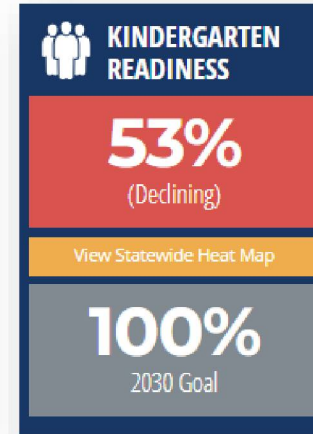 KINDERGARTEN
READINESS
53%
(Declining)
View Statewide Heat Map
100%
2030 Goal